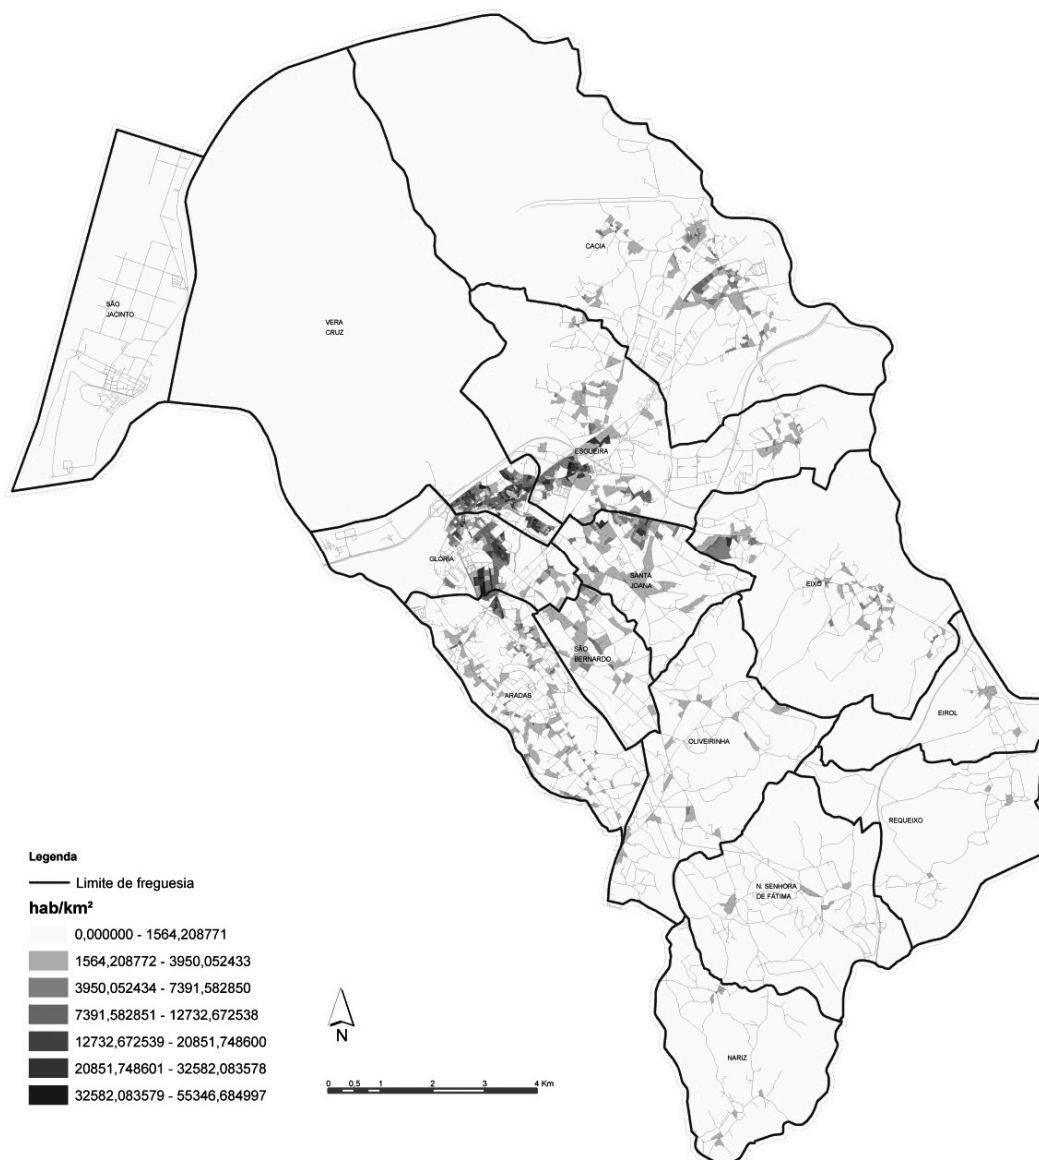 CACIA
SÃO
JACINTO
VERA
CRUZ
ESGUEIRA
GLÓRIA
SANTA
JOANA
EIXO
SÃO
BERNARDO
ARADAS
EIROL
OLIVEIRINHA
REQUEIXO
N. SENHORA
DE FÁTIMA
NARIZ
Legenda
Limite de freguesia
hab/km²
0,000000 - 1564,208771
1564,208772 - 3950,052433
3950,052434 - 7391,582850
7391,582851 - 12732,672538
12732,672539 - 20851,748600
20851,748601 - 32582,083578
32582,083579 - 55346,684997
N
0 0,5 1 2 3 4 Km